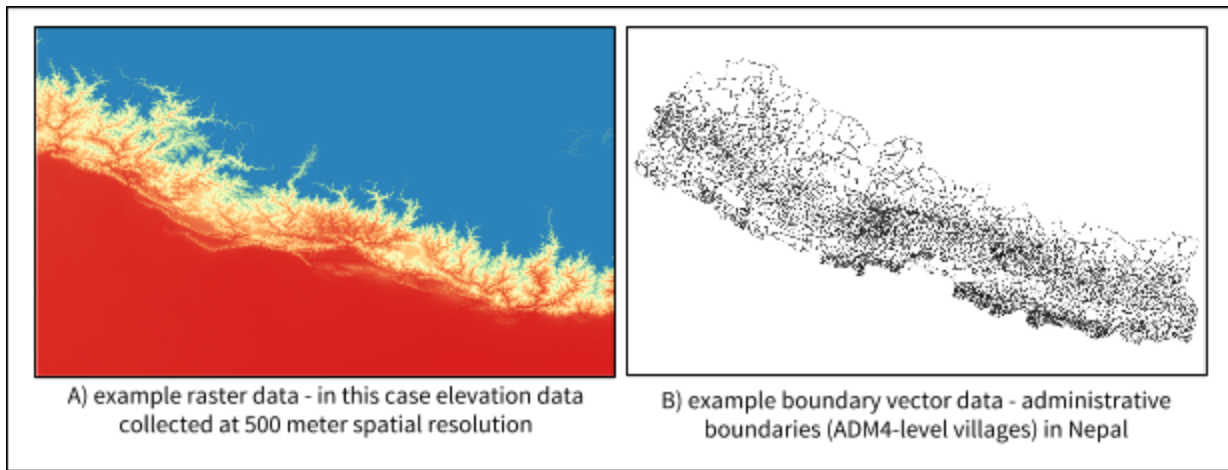 A) example raster data - in this case elevation data
collected at 500 meter spatial resolution
B) example boundary vector data - administrative
boundaries (ADM4-level villages) in Nepal